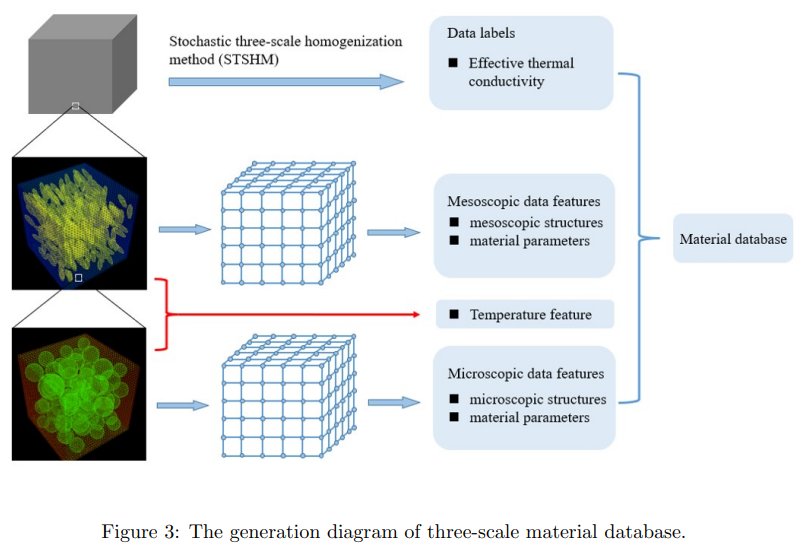 Stochastic three-scale homogenization
method (STSHM)
Data labels
■ Effective thermal
conductivity
Mesoscopic data features
■ mesoscopic structures
■ material parameters
Material database
■ Temperature feature
Microscopic data features
■ microscopic structures
■ material parameters
Figure 3: The generation diagram of three-scale material database.